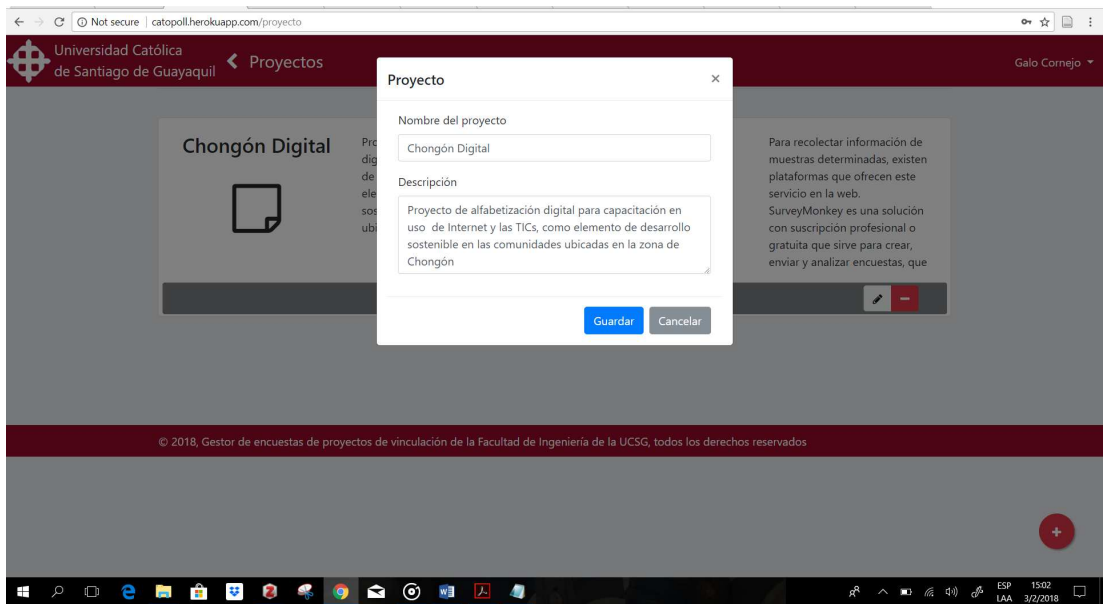 Not secure | catopoll.herokuapp.com/proyecto
Universidad Católica
de Santiago de Guayaquil
Proyectos
Galo Cornejo
Proyecto
×
Nombre del proyecto
Chongón Digital
Descripción
Proyecto de alfabetización digital para capacitación en
uso de Internet y las TICs, como elemento de desarrollo
sostenible en las comunidades ubicadas en la zona de
Chongón
Guardar
Cancelar
Chongón Digital
Para recolectar información de
muestras determinadas, existen
plataformas que ofrecen este
servicio en la web.
SurveyMonkey es una solución
con suscripción profesional o
gratuita que sirve para crear,
enviar y analizar encuestas, que
© 2018, Gestor de encuestas de proyectos de vinculación de la Facultad de Ingeniería de la UCSG, todos los derechos reservados
ESP
LAA
15:02
3/2/2018